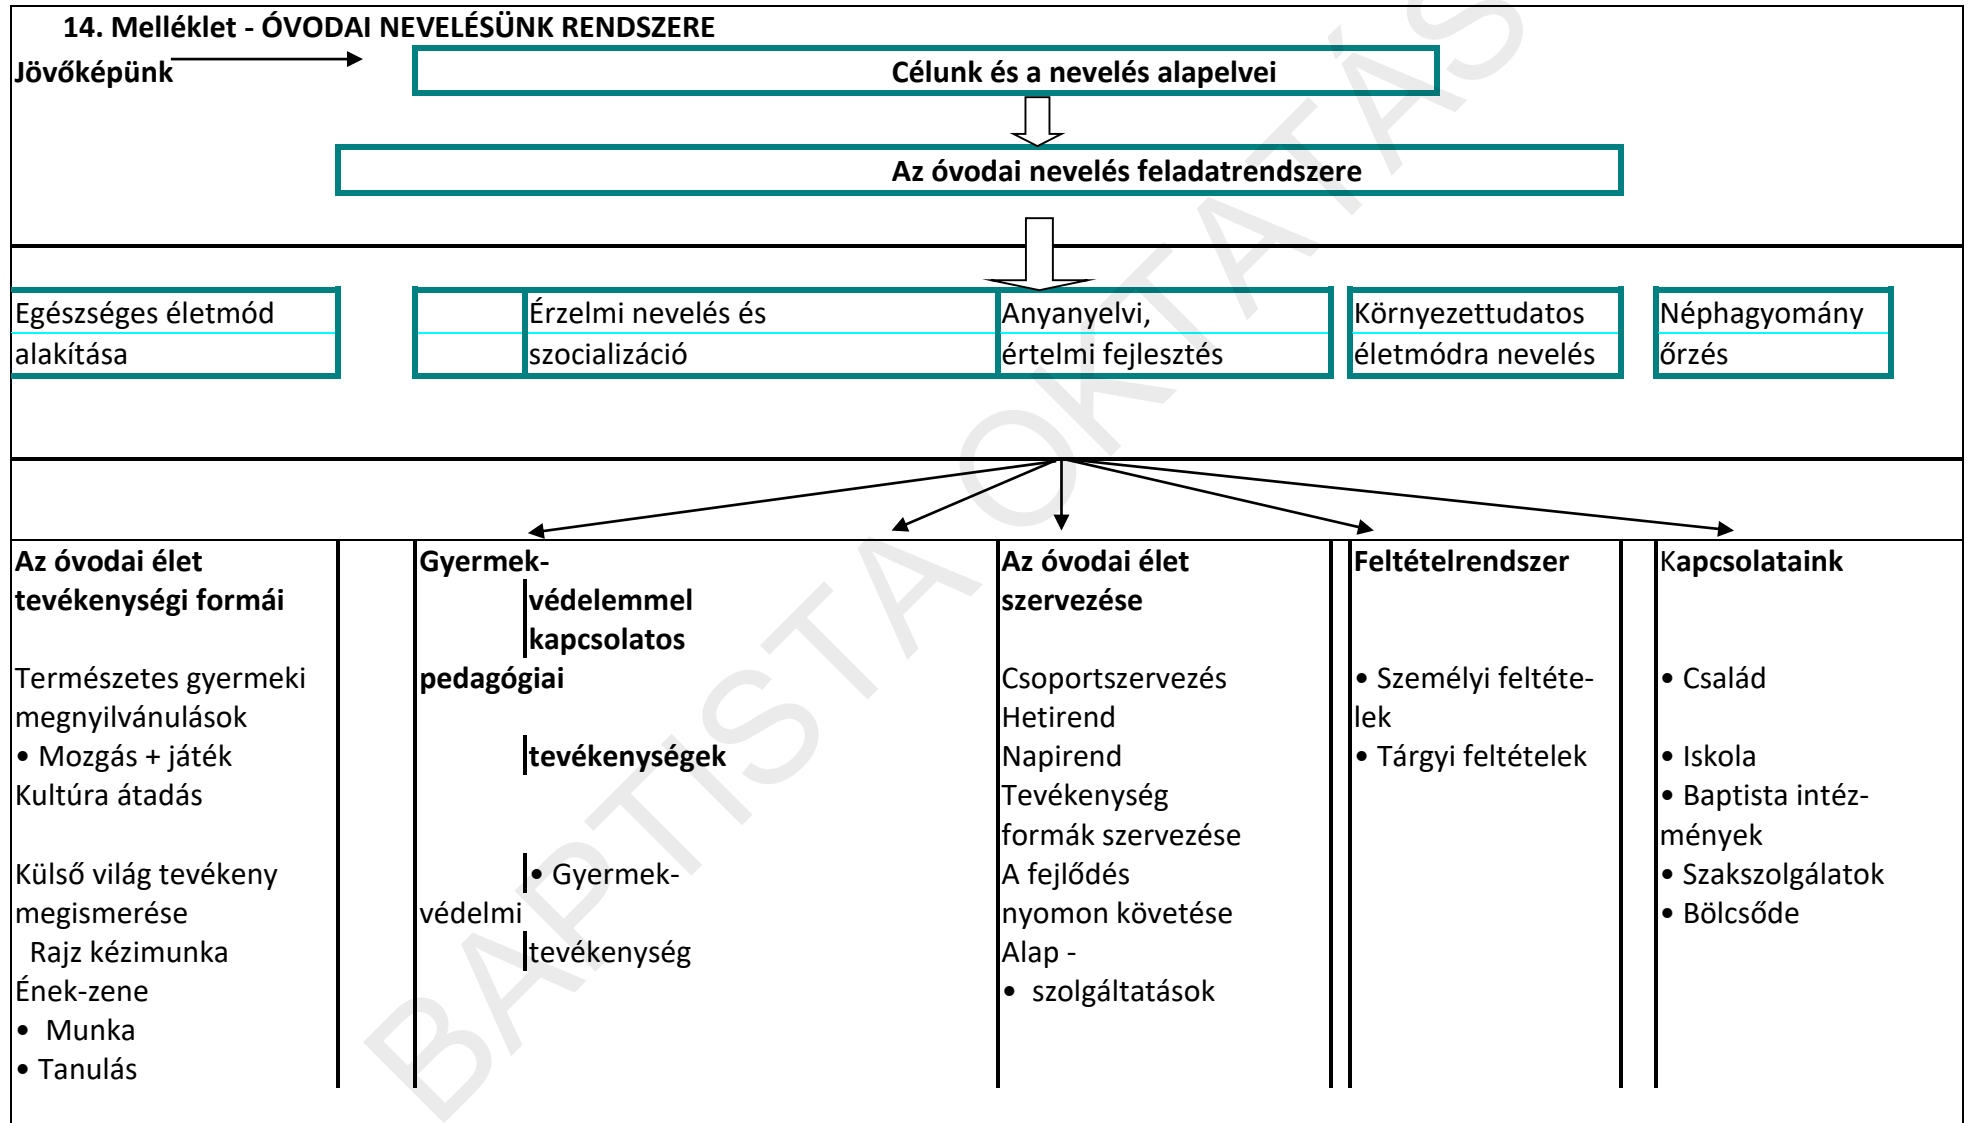 14. Melléklet - ÓVODAI NEVELÉSÜNK RENDSZERE
Jövőképünk
Célunk és a nevelés alapelvei
Az óvodai nevelés feladatrendszere
Egészséges életmód
alakítása
Érzelmi nevelés és
szocializáció
Anyanyelvi,
értelmi fejlesztés
Környezettudatos
életmódra nevelés
Néphagyomány
őrzés
Az óvodai élet
tevékenységi formái
Természetes gyermeki
megnyilvánulások
• Mozgás + játék
Kultúra átadás
Külső világ tevékeny
megismerése
Rajz kézimunka
Ének-zene
• Munka
• Tanulás
Gyermek-
védelemmel
kapcsolatos
pedagógiai
tevékenységek
• Gyermek-
védelmi
tevékenység
Az óvodai élet
szervezése
Csoportszervezés
Hetirend
Napirend
Tevékenység
formák szervezése
A fejlődés
nyomon követése
Alap -
• szolgáltatások
Feltételrendszer
• Személyi feltéte-
lek
• Tárgyi feltételek
Kapcsolataink
• Család
• Iskola
• Baptista intéz-
mények
• Szakszolgálatok
• Bölcsőde
BAPTISTA OKTATÁS